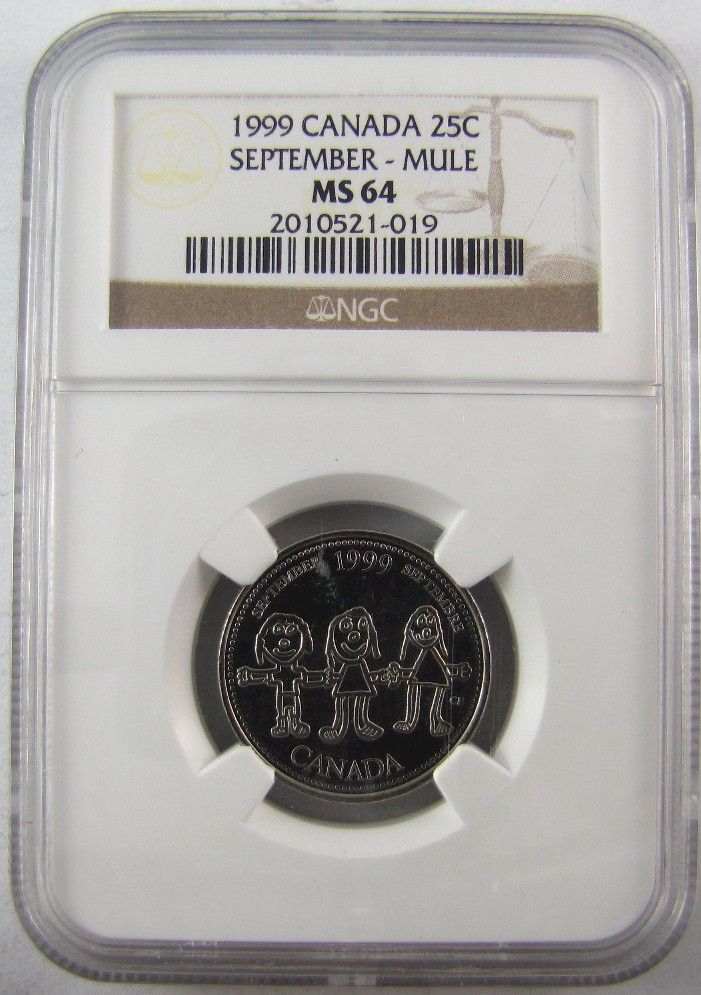 1999 CANADA 25C
SEPTEMBER - MULE
MS 64
2010521-019
NGC
1999
SEPTEMBER SEPTEMBRE
CANADA